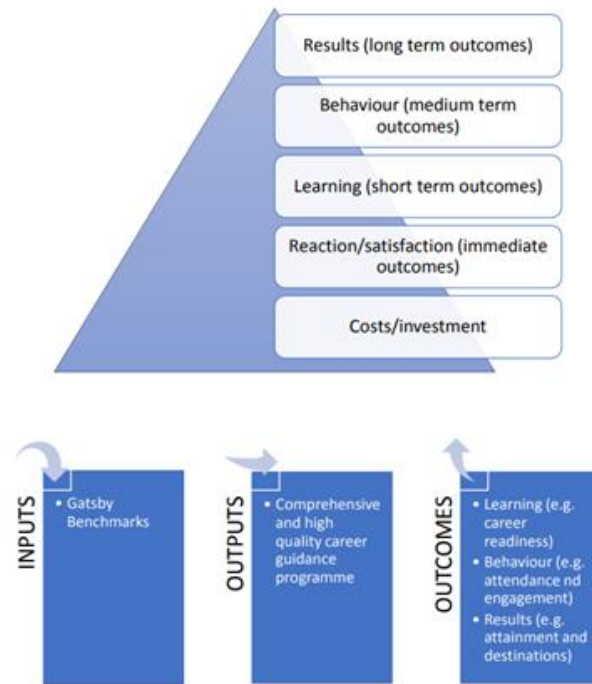 Results (long term outcomes)
Behaviour (medium term
outcomes)
Learning (short term outcomes)
Reaction/satisfaction (immediate
outcomes)
Costs/investment
INPUTS
• Gatsby
Benchmarks
OUTPUTS
• Comprehensive
and high
quality career
guidance
programme
OUTCOMES
• Learning (e.g.
career
readiness)
• Behaviour (e.g.
attendance nd
engagement)
• Results (e.g.
attainment and
destinations)